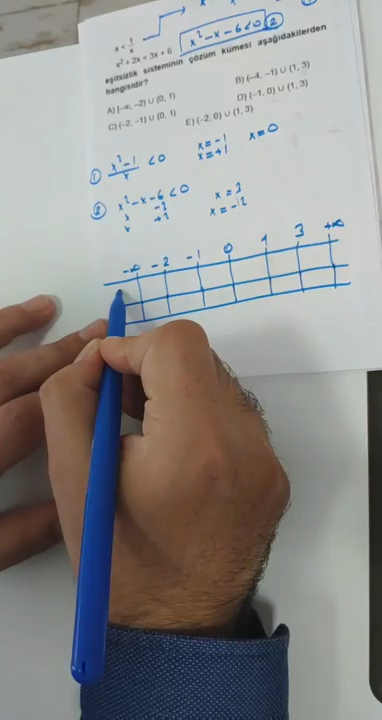 x < 1/x
x² - x - 6 < 0 ②
x² + 2x < 3x + 6
eşitsizlik sisteminin çözüm kümesi aşağıdakilerden
hangisidir?
A) (-∞, -2) ∪ (0, 1)
B) (-4, -1) ∪ (1, 3)
C) (-2, -1) ∪ (0, 1)
D) (-1, 0) ∪ (1, 3)
E) (-2, 0) ∪ (1, 3)
① x² - 1 / x < 0 x = -1 x = 0
x = +1
② x² - x - 6 < 0 x = 3
x -3
x +2 x = -2
-∞ -2 -1 0 1 3 +∞